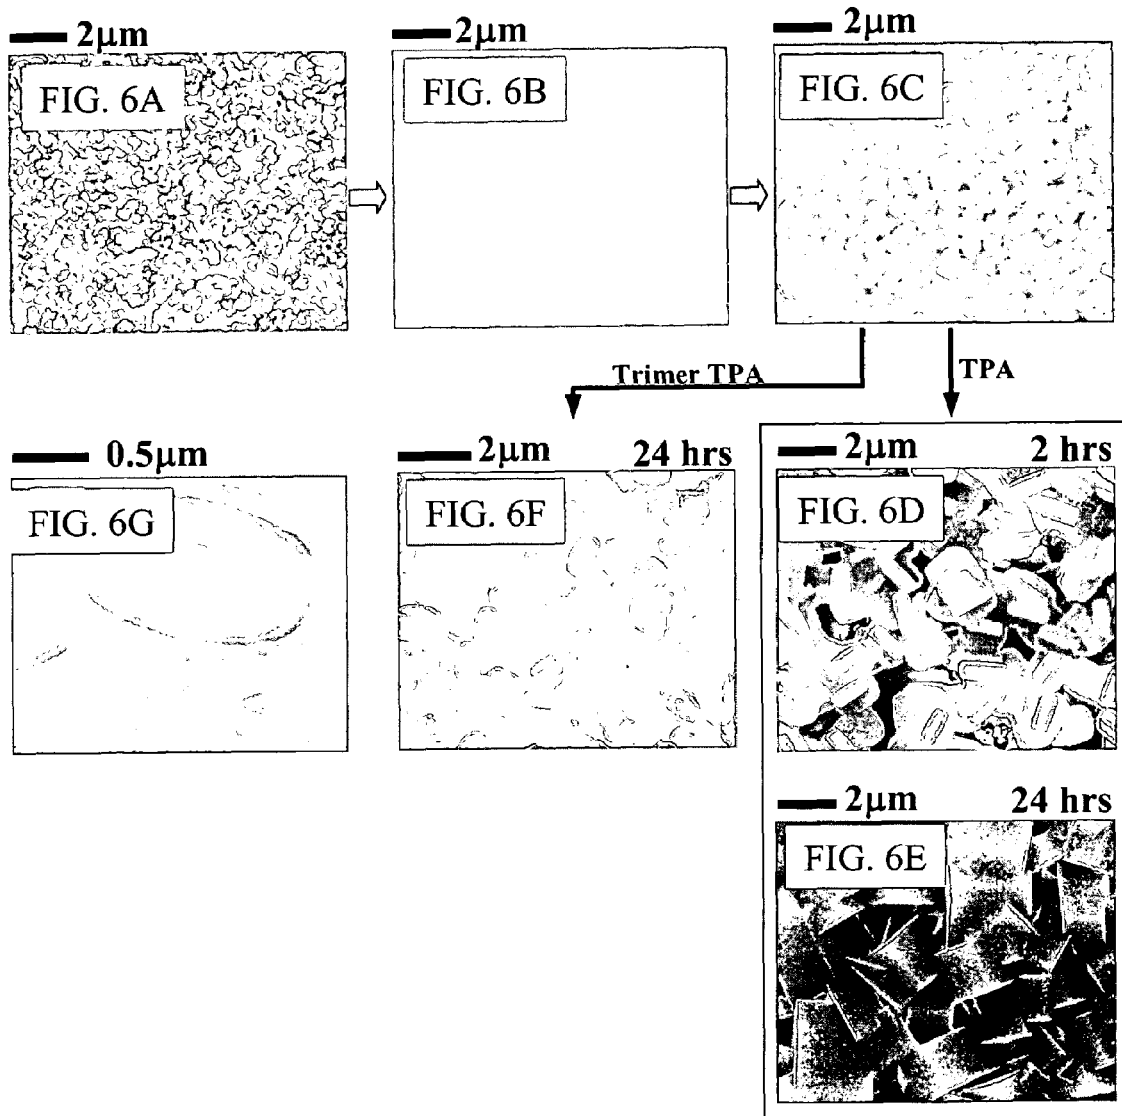 2μm
FIG. 6A
2μm
FIG. 6B
2μm
FIG. 6C
Trimer TPA
TPA
0.5μm
FIG. 6G
2μm 24 hrs
FIG. 6F
2μm 2 hrs
FIG. 6D
2μm 24 hrs
FIG. 6E